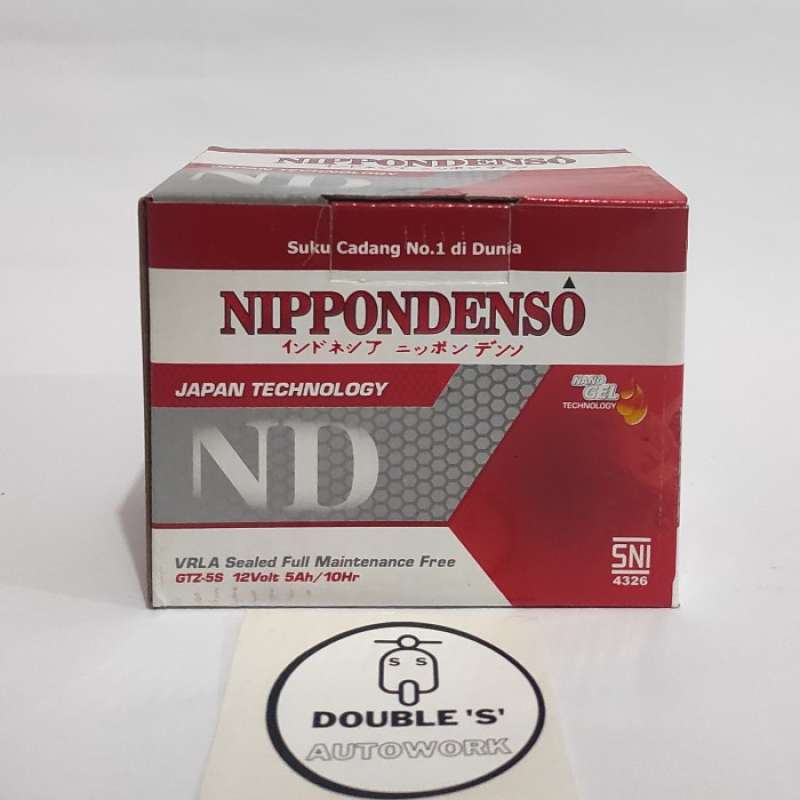 NIPPONDENSO
ND
Suku Cadang No.1 di Dunia
NIPPONDENSO
インドネシア ニッポン デンソ
JAPAN TECHNOLOGY
NANO
GEL
TECHNOLOGY
ND
VRLA Sealed Full Maintenance Free
GTZ-5S 12Volt 5Ah/10Hr
SNI
4326
S S
DOUBLE 'S'
AUTOWORK